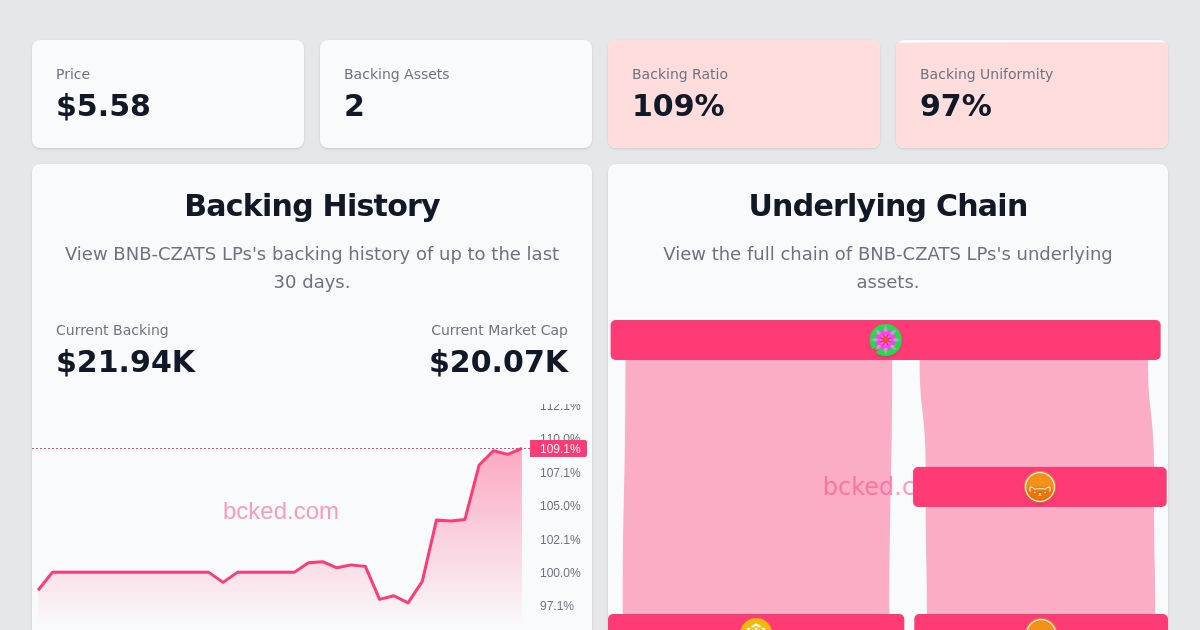 Price
$5.58
Backing Assets
2
Backing Ratio
109%
Backing Uniformity
97%
Backing History
View BNB-CZATS LPs's backing history of up to the last
30 days.
Current Backing
$21.94K
Current Market Cap
$20.07K
112.1%
110.0%
109.1%
107.1%
105.0%
102.1%
100.0%
97.1%
bcked.com
Underlying Chain
View the full chain of BNB-CZATS LPs's underlying
assets.
bcked.c